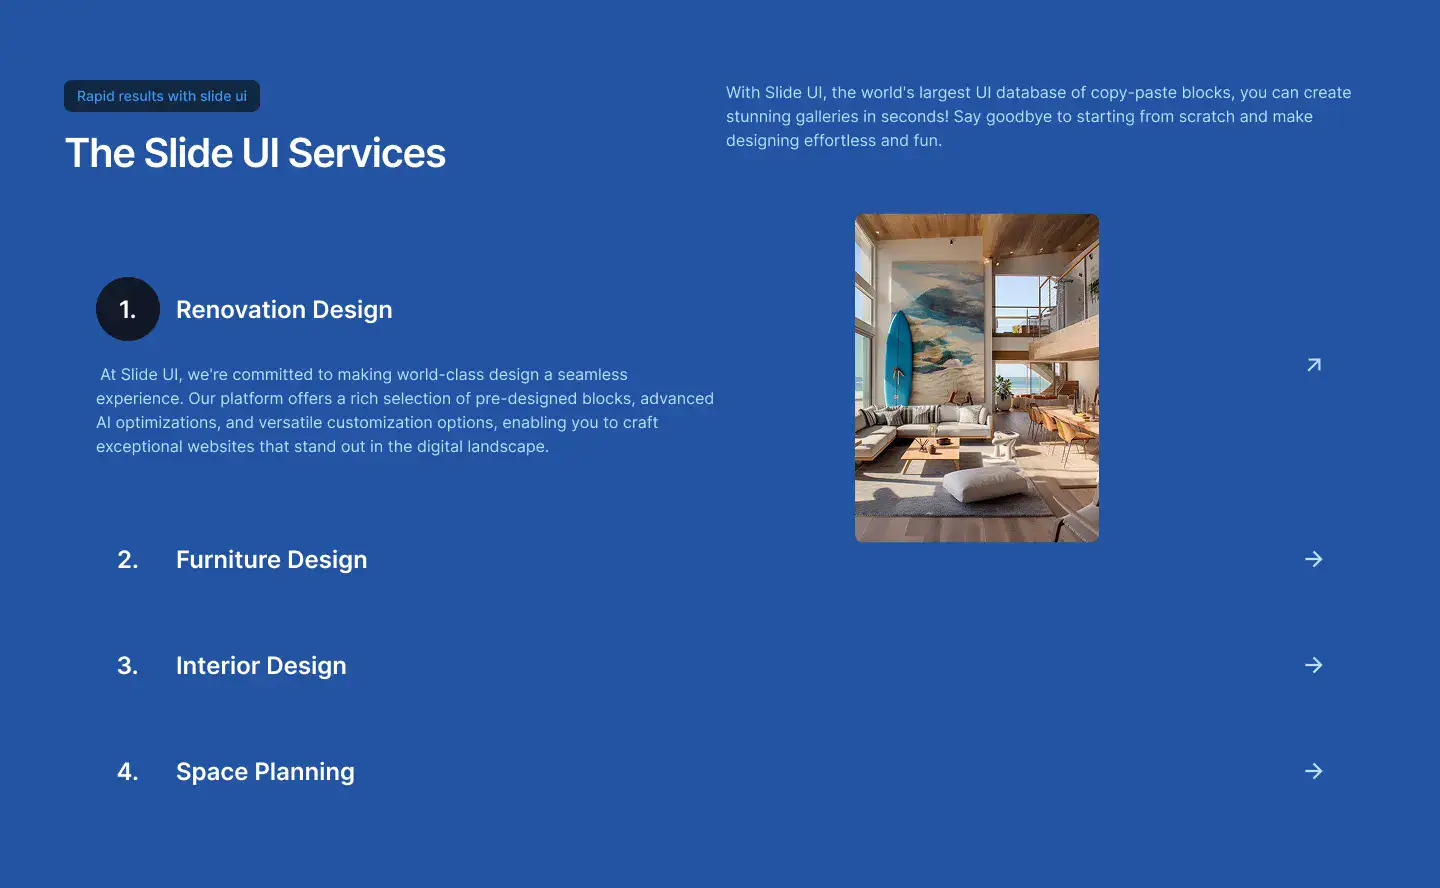 Rapid results with slide ui
The Slide UI Services
With Slide UI, the world's largest UI database of copy-paste blocks, you can create
stunning galleries in seconds! Say goodbye to starting from scratch and make
designing effortless and fun.
1. Renovation Design
At Slide UI, we're committed to making world-class design a seamless
experience. Our platform offers a rich selection of pre-designed blocks, advanced
AI optimizations, and versatile customization options, enabling you to craft
exceptional websites that stand out in the digital landscape.
2. Furniture Design
3. Interior Design
4. Space Planning